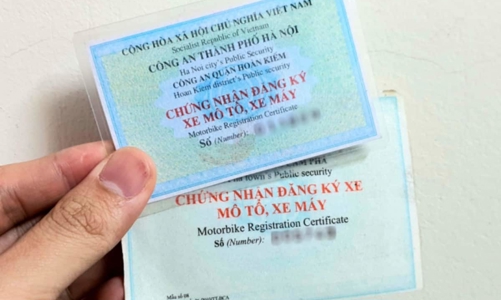 CỘNG HÒA XÃ HỘI CHỦ NGHĨA VIỆT NAM
Socialist Republic of Vietnam
CÔNG AN THÀNH PHỐ HÀ NỘI
Ha Noi city's Public Security
CÔNG AN QUẬN HOÀN KIẾM
Hoan Kiem district's Public security
CHỨNG NHẬN ĐĂNG KÝ
XE MÔ TÔ, XE MÁY
Motorbike Registration Certificate
Số (Number):
PHẢ
Town's Public security
CHỨNG NHẬN ĐĂNG KÝ XE
MÔ TÔ, XE MÁY
Motorbike Registration Certificate
Số (Number):
Mẫu số